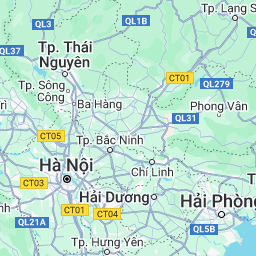 QL3
QL1B
Tp. Lạng S
QL37
Tp. Thái
Nguyên
CT01
QL279
Tp. Sông
Công
Ba Hàng
Phong Vân
QL31
CT05
Tp. Bắc Ninh
Hà Nội
Chí Linh
CT03
Hải Dương
Hải Phòng
CT01
CT04
QL21A
QL5B
Tp. Hưng Yên